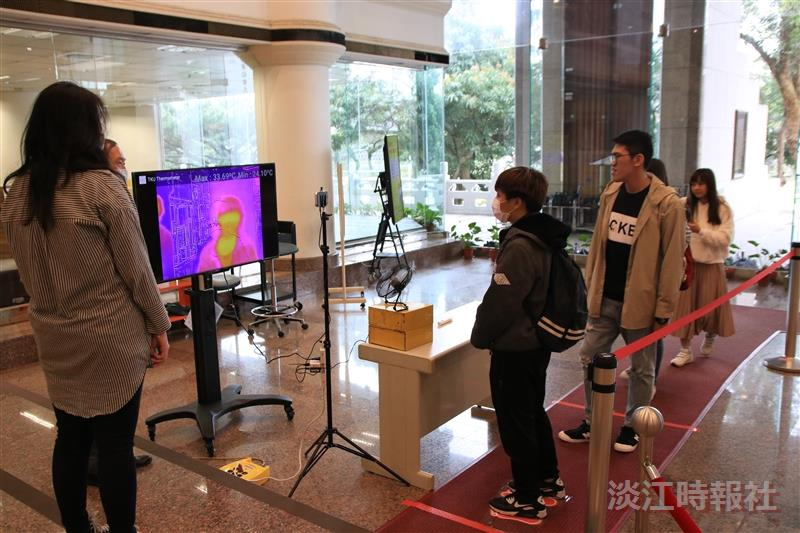 TKU Thermometer
Max : 33.69°C Min : 24.10°C
CKE
淡江時報社